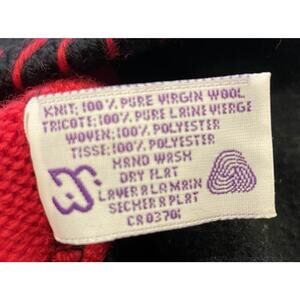 KNIT: 100% PURE VIRGIN WOOL
TRICOTE: 100% PURE LAINE VIERGE
WOVEN: 100% POLYESTER
TISSE: 100% POLYESTER
HAND WASH
DRY FLAT
LAVER A LA MAIN
SECHER A PLAT
CA 03701